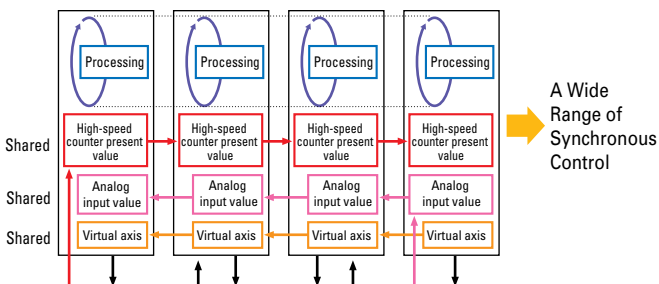 Processing
Processing
Processing
Processing
A Wide
Range of
Synchronous
Control
Shared
High-speed
counter present
value
High-speed
counter present
value
High-speed
counter present
value
High-speed
counter present
value
Shared
Analog
input value
Analog
input value
Analog
input value
Analog
input value
Shared
Virtual axis
Virtual axis
Virtual axis
Virtual axis